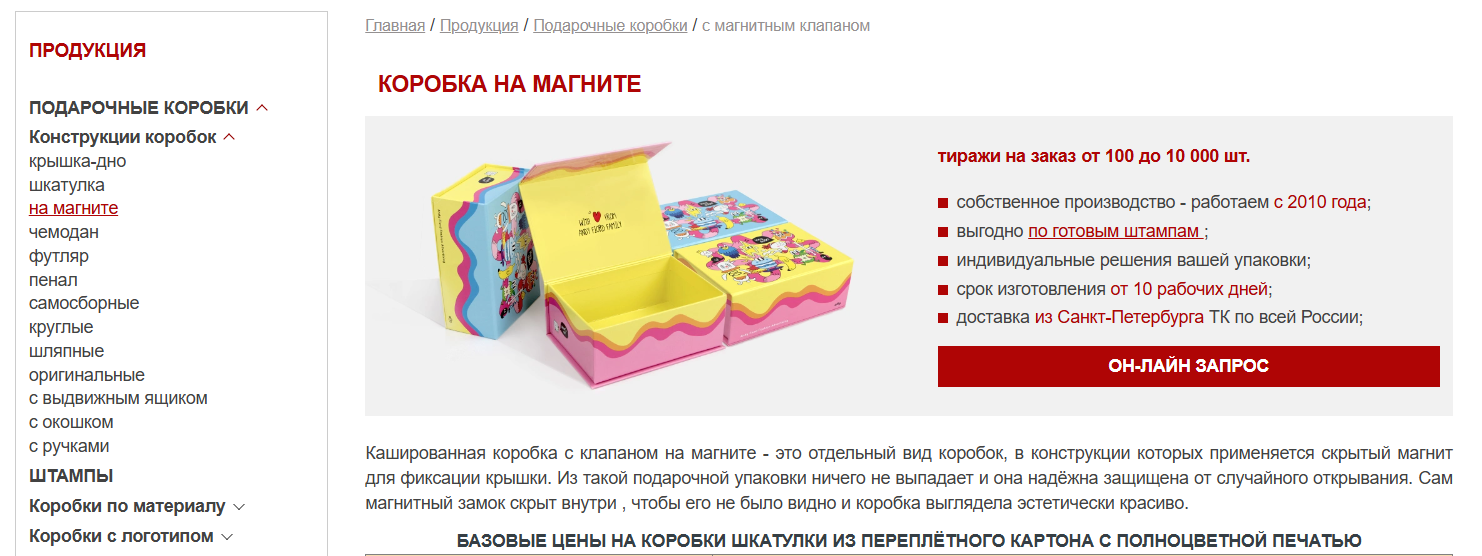 ПРОДУКЦИЯ
ПОДАРОЧНЫЕ КОРОБКИ
Конструкции коробок
крышка-дно
шкатулка
на магните
чемодан
футляр
пенал
самосборные
круглые
шляпные
оригинальные
с выдвижным ящиком
с окошком
с ручками
ШТАМПЫ
Коробки по материалу
Коробки с логотипом
Главная / Продукция / Подарочные коробки / с магнитным клапаном
КОРОБКА НА МАГНИТЕ
WITH FROM
ANDY FIORD FAMILY
тиражи на заказ от 100 до 10 000 шт.
собственное производство - работаем с 2010 года;
выгодно по готовым штампам ;
индивидуальные решения вашей упаковки;
срок изготовления от 10 рабочих дней;
доставка из Санкт-Петербурга ТК по всей России;
ОН-ЛАЙН ЗАПРОС
Кашированная коробка с клапаном на магните - это отдельный вид коробок, в конструкции которых применяется скрытый магнит
для фиксации крышки. Из такой подарочной упаковки ничего не выпадает и она надёжна защищена от случайного открывания. Сам
магнитный замок скрыт внутри , чтобы его не было видно и коробка выглядела эстетически красиво.
БАЗОВЫЕ ЦЕНЫ НА КОРОБКИ ШКАТУЛКИ ИЗ ПЕРЕПЛЁТНОГО КАРТОНА С ПОЛНОЦВЕТНОЙ ПЕЧАТЬЮ